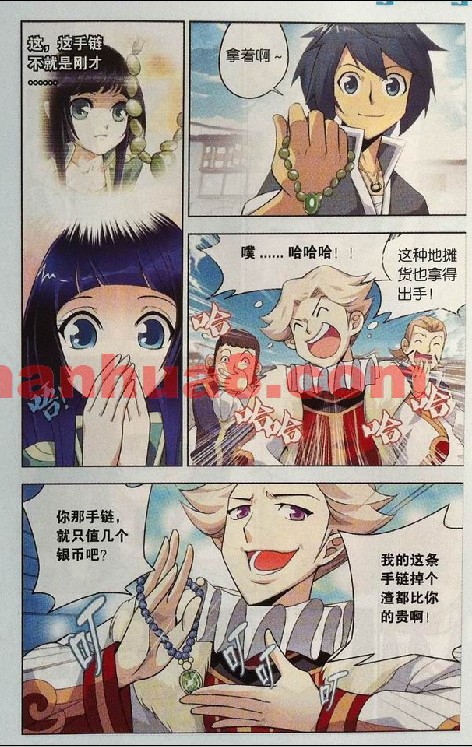 这，这手链
不就是刚才
……
拿着啊~
噗……哈哈哈！！
这种地摊
货也拿得
出手！
哈
哈
哈
哈
哈
哈
manhua8.com
你那手链，
就只值几个
银币吧？
我的这条
手链掉个
渣都比你
的贵啊！
叮
叮
叮
叮
叮